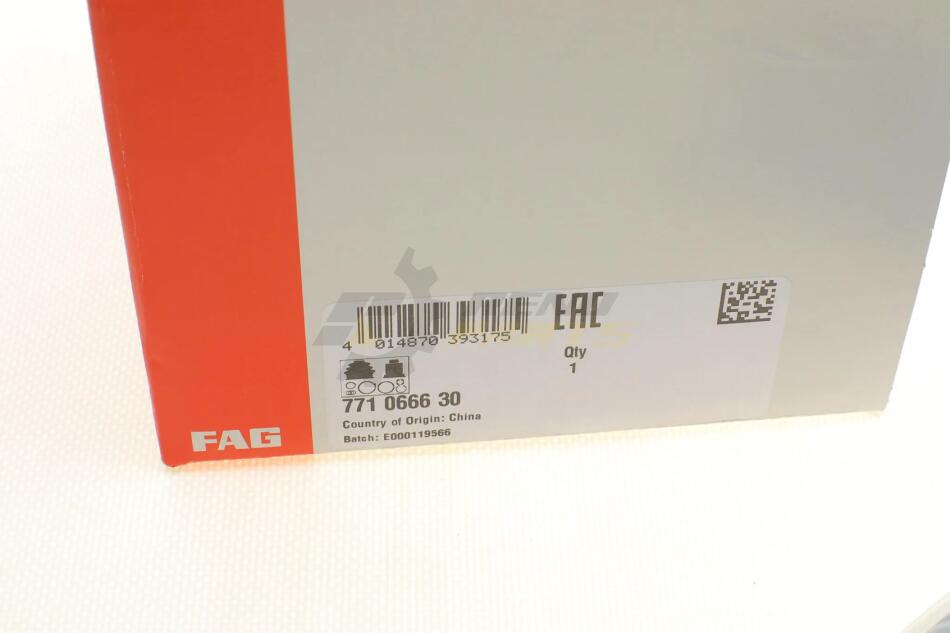 EAC
4 014870 393175
Qty
1
771 0666 30
Country of Origin: China
Batch: E000119566
FAG